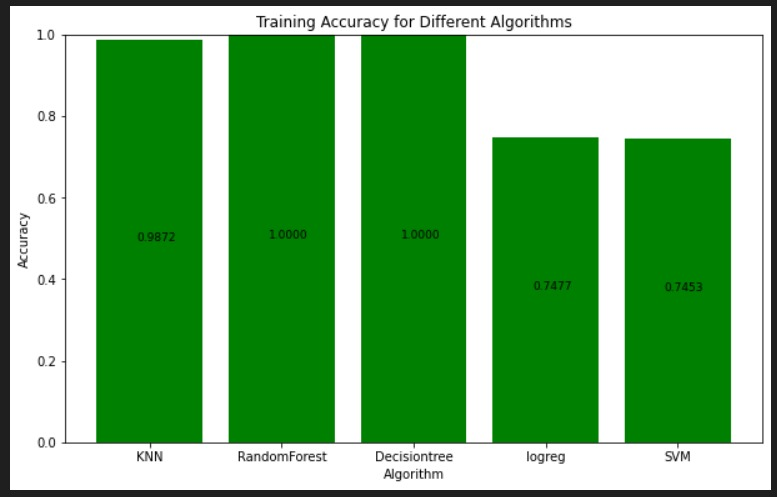 Training Accuracy for Different Algorithms
1.0
0.8
0.6
0.4
0.2
0.0
Accuracy
0.9872
1.0000
1.0000
0.7477
0.7453
KNN
RandomForest
Decisiontree
logreg
SVM
Algorithm